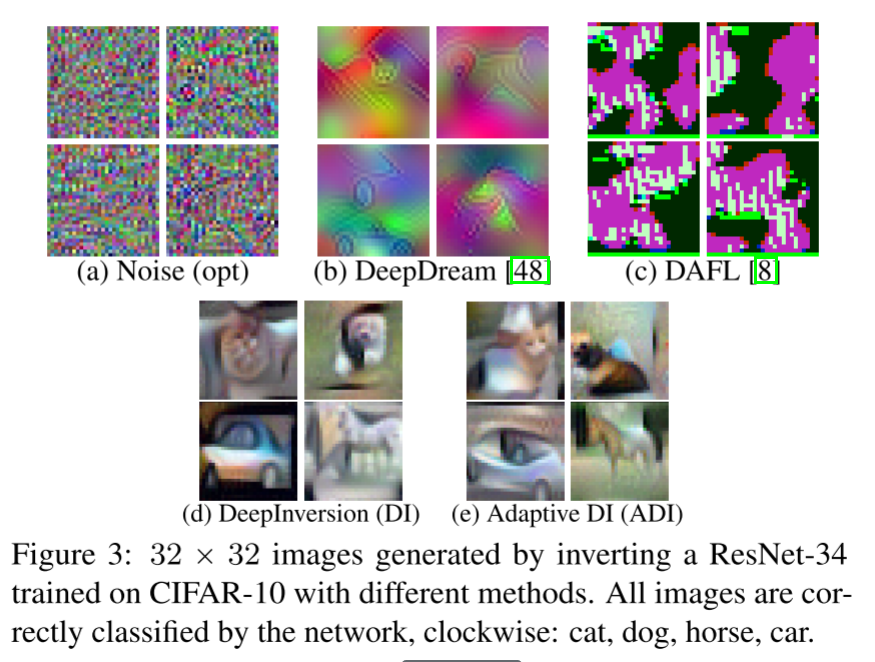 (a) Noise (opt) (b) DeepDream [48] (c) DAFL [8]
(d) DeepInversion (DI) (e) Adaptive DI (ADI)
Figure 3: 32 × 32 images generated by inverting a ResNet-34
trained on CIFAR-10 with different methods. All images are cor-
rectly classified by the network, clockwise: cat, dog, horse, car.